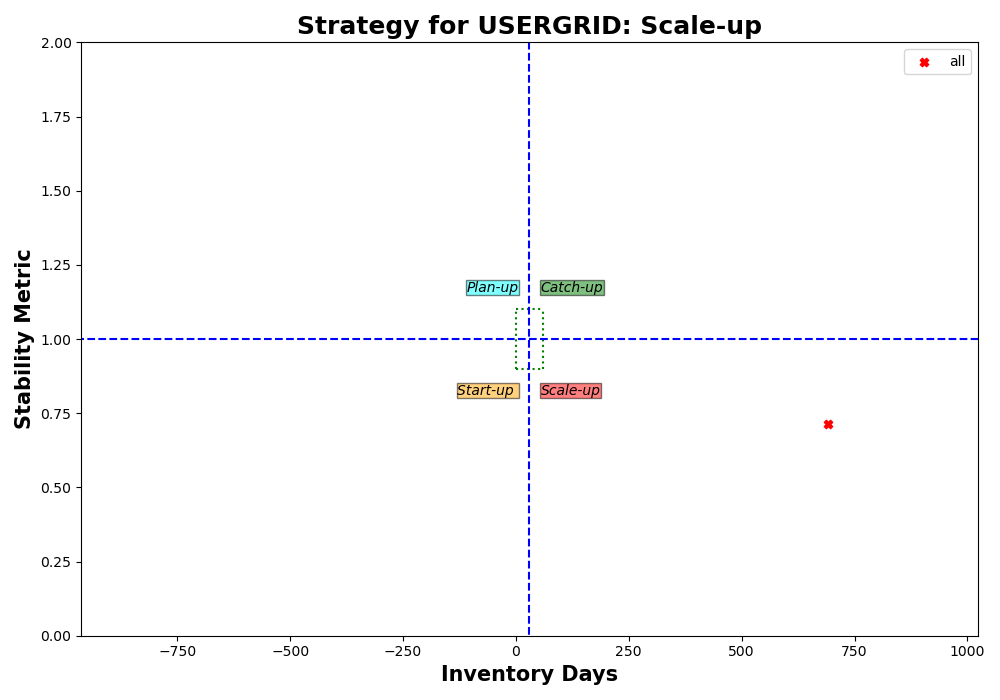 Strategy for USERGRID: Scale-up
all
2.00
1.75
1.50
1.25
1.00
0.75
0.50
0.25
0.00
Stability Metric
Plan-up
Catch-up
Start-up
Scale-up
−750
−500
−250
0
250
500
750
1000
Inventory Days